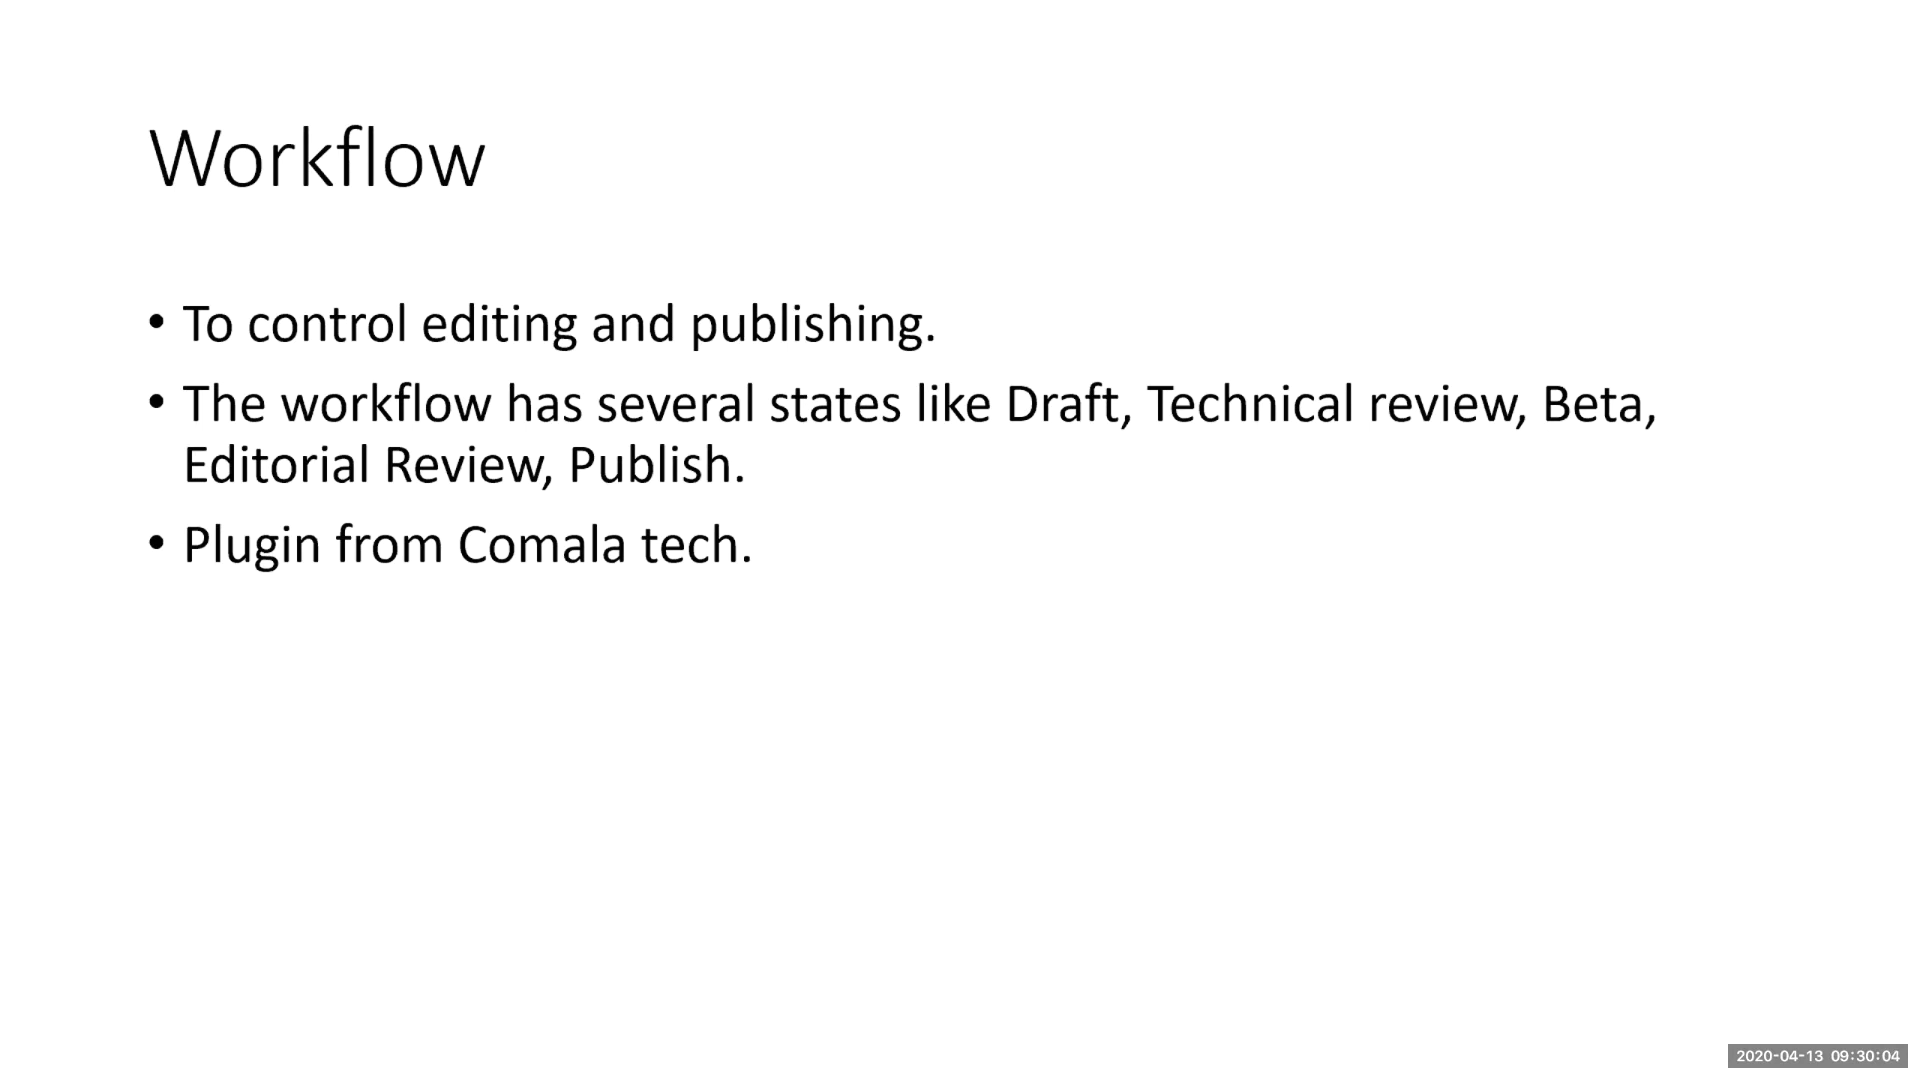 Workflow
• To control editing and publishing.
• The workflow has several states like Draft, Technical review, Beta,
Editorial Review, Publish.
• Plugin from Comala tech.
2020-04-13 09:30:04